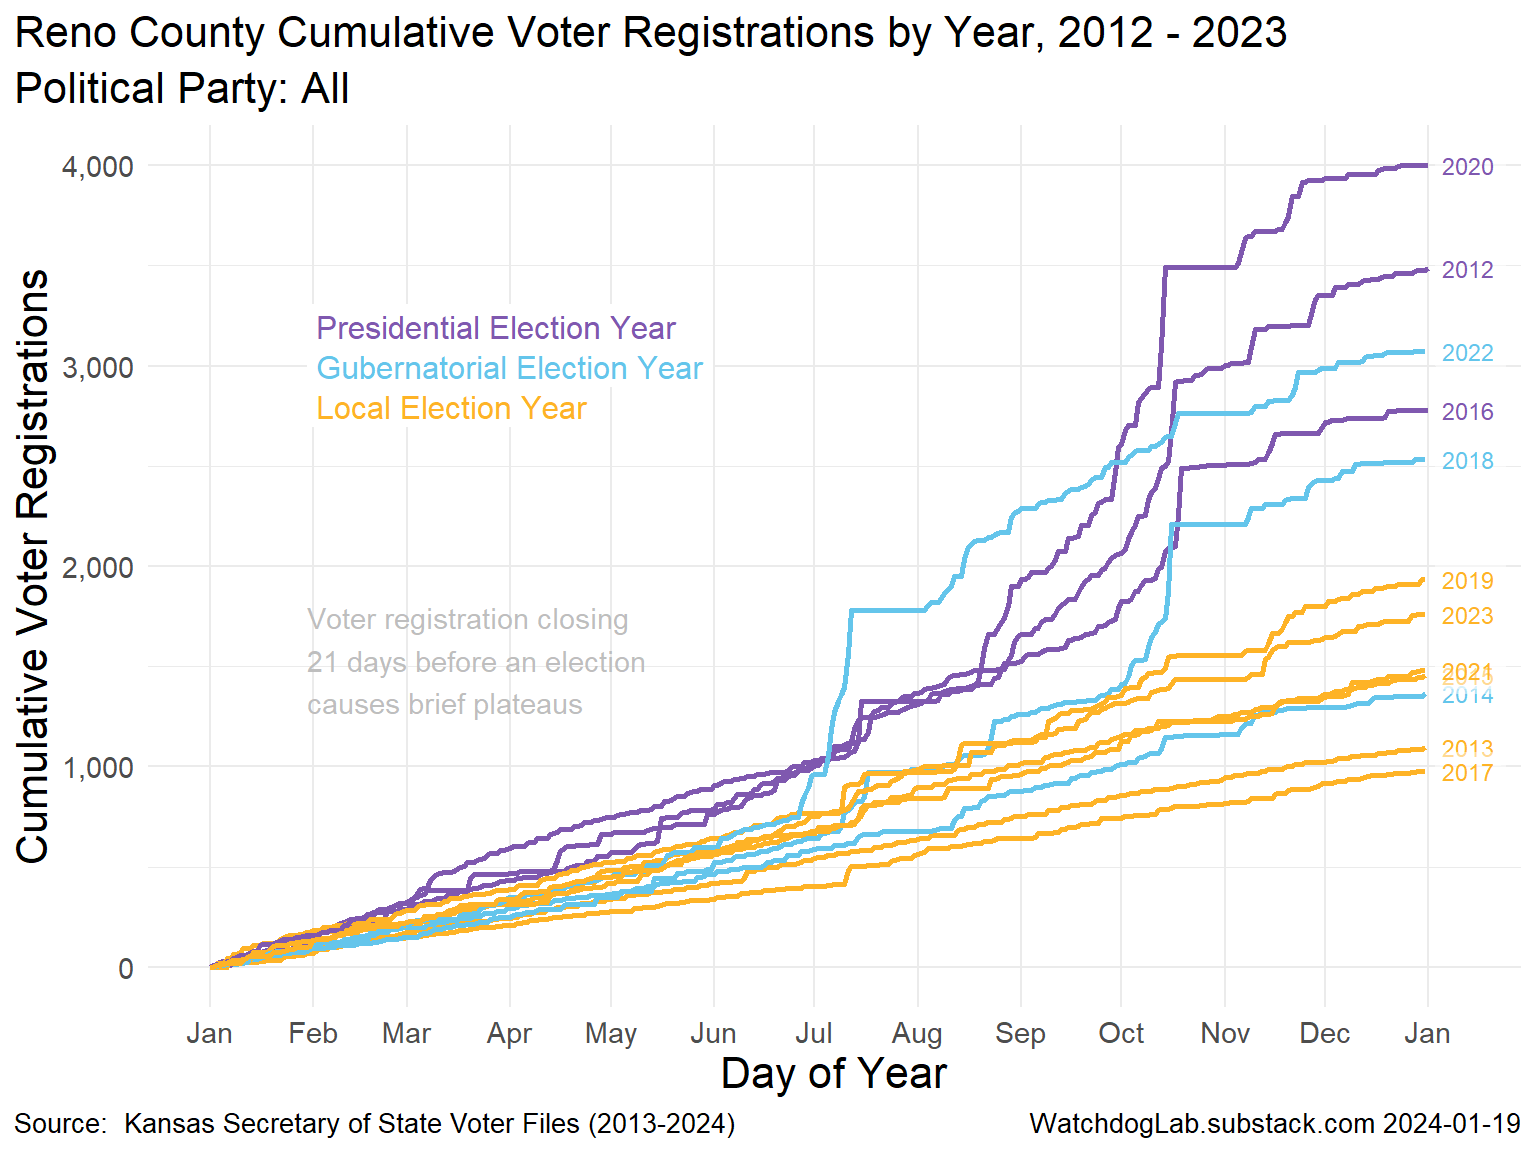 Reno County Cumulative Voter Registrations by Year, 2012 - 2023
Political Party: All
Cumulative Voter Registrations
4,000
3,000
2,000
1,000
0
Presidential Election Year
Gubernatorial Election Year
Local Election Year
Voter registration closing
21 days before an election
causes brief plateaus
2020
2012
2022
2016
2018
2019
2023
2021
2014
2013
2017
Jan Feb Mar Apr May Jun Jul Aug Sep Oct Nov Dec Jan
Day of Year
Source:  Kansas Secretary of State Voter Files (2013-2024)
WatchdogLab.substack.com 2024-01-19